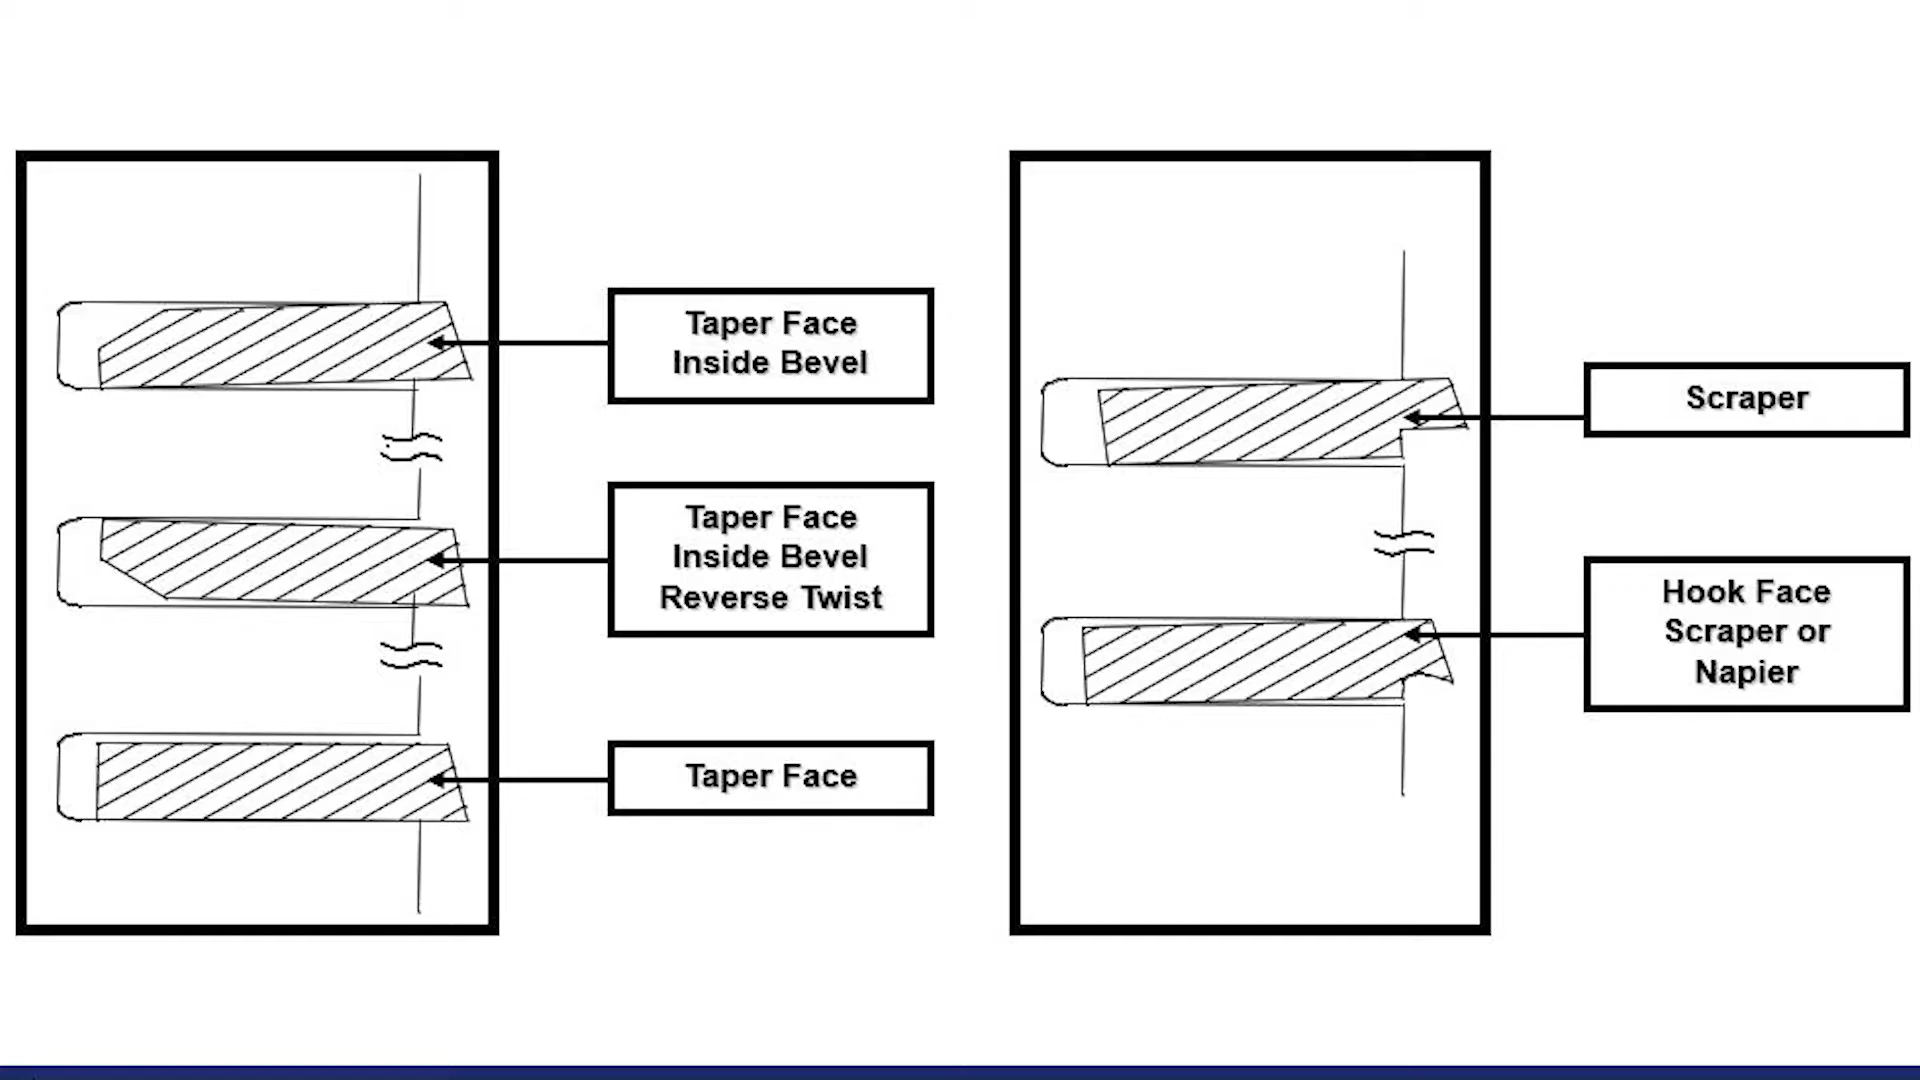 Taper Face
Inside Bevel
Taper Face
Inside Bevel
Reverse Twist
Taper Face
Scraper
Hook Face
Scraper or
Napier